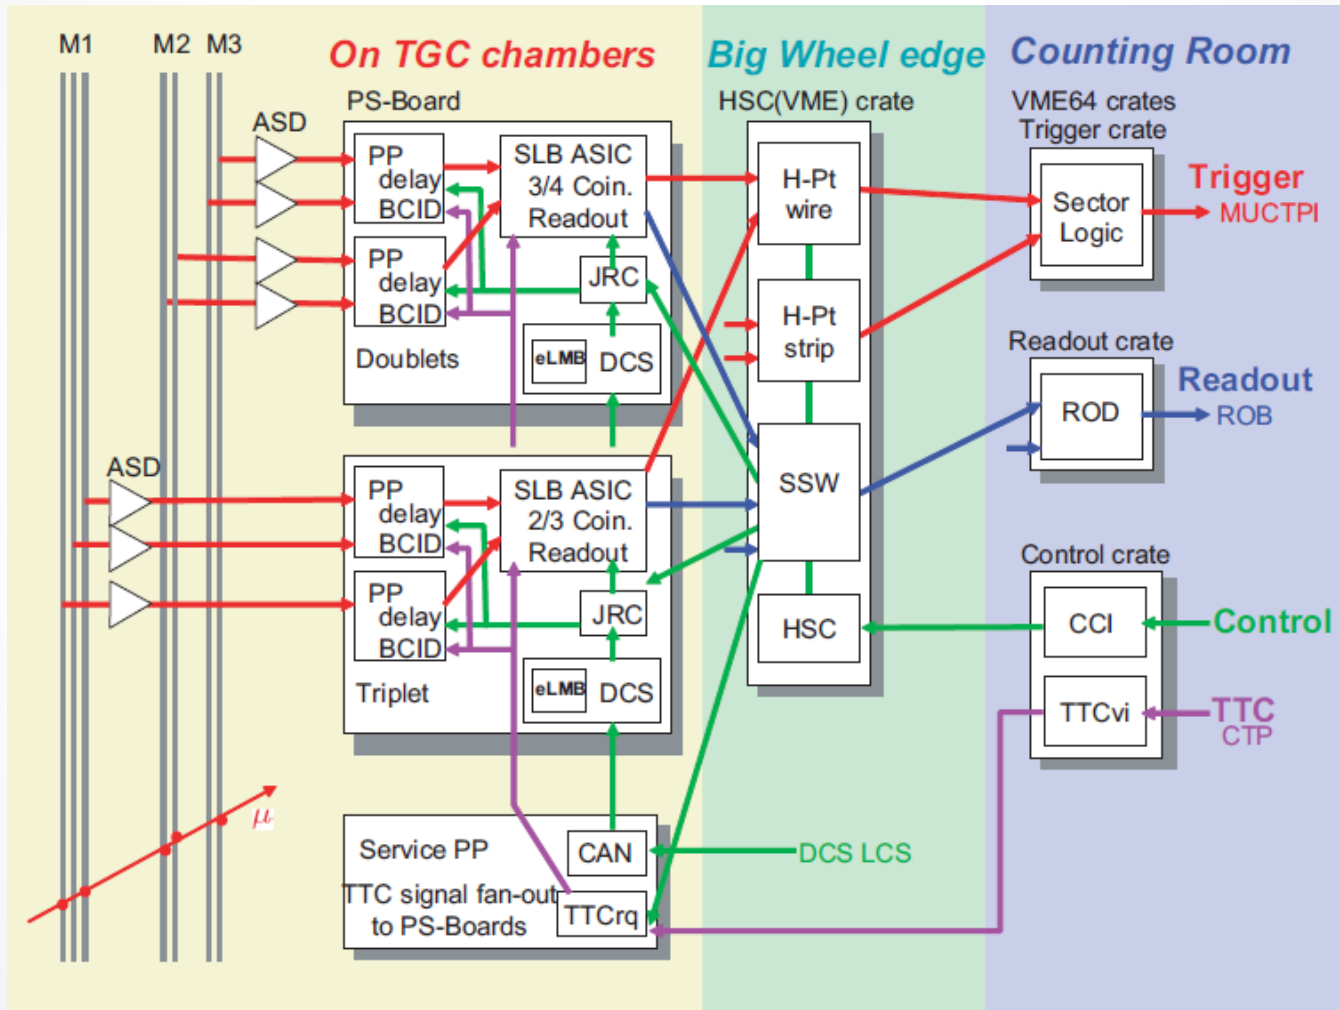 M1
M2
M3
On TGC chambers
Big Wheel edge
Counting Room
PS-Board
HSC(VME) crate
VME64 crates
Trigger crate
ASD
PP
delay
BCID
SLB ASIC
3/4 Coin.
Readout
H-Pt
wire
Sector
Logic
Trigger
MUCTPI
PP
delay
BCID
JRC
H-Pt
strip
Doublets
eLMB
DCS
Readout crate
ROD
Readout
ROB
ASD
PP
delay
BCID
SLB ASIC
2/3 Coin.
Readout
SSW
PP
delay
BCID
JRC
HSC
Control crate
CCI
Control
Triplet
eLMB
DCS
TTCvi
TTC
CTP
μ
Service PP
CAN
DCS LCS
TTC signal fan-out
to PS-Boards
TTCrq